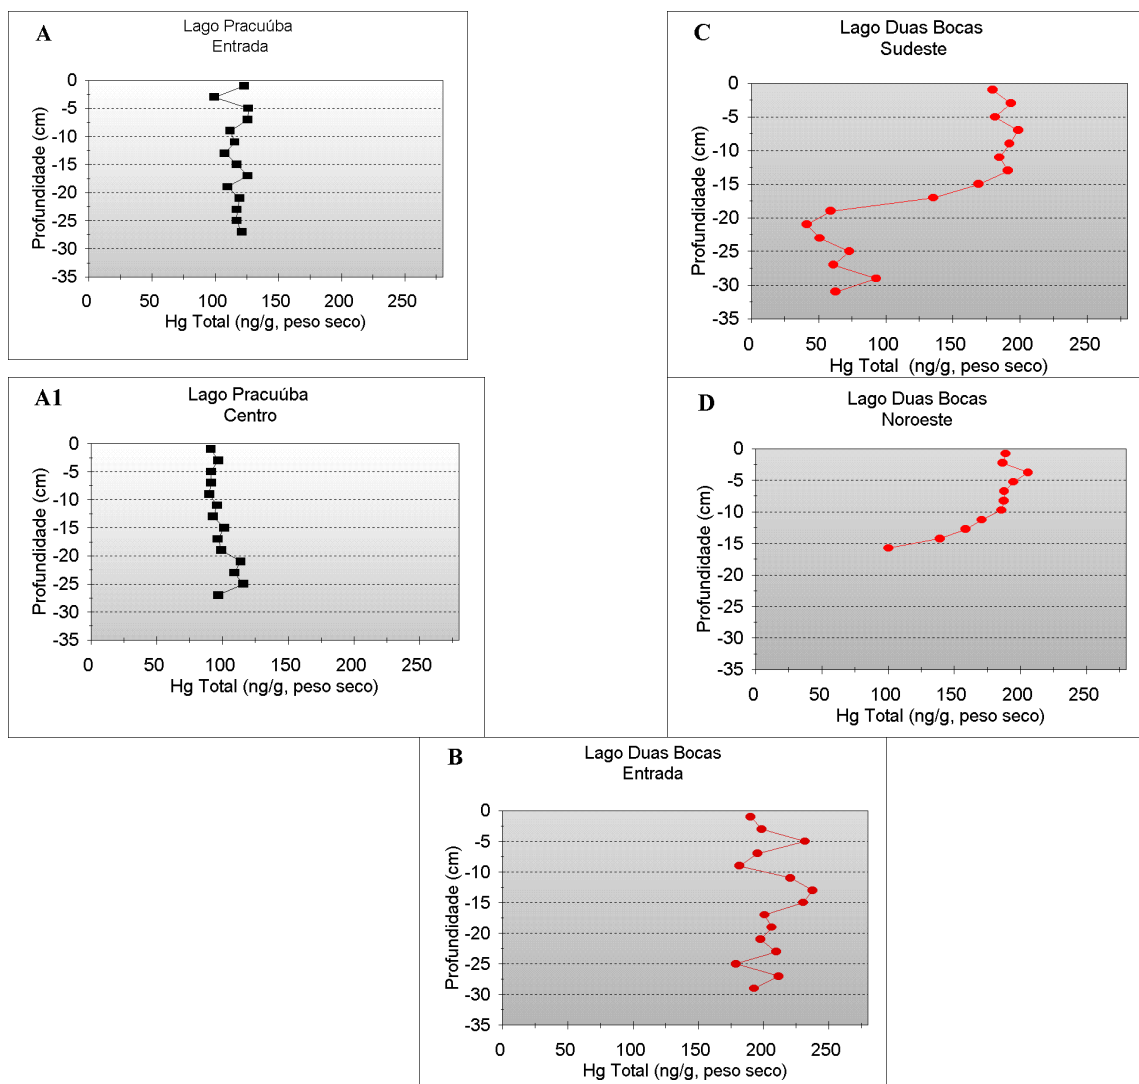 A
Lago Pracuúba
Entrada
0
-5
-10
-15
-20
-25
-30
-35
Profundidade (cm)
0 50 100 150 200 250
Hg Total (ng/g, peso seco)
C
Lago Duas Bocas
Sudeste
0
-5
-10
-15
-20
-25
-30
-35
Profundidade (cm)
0 50 100 150 200 250
Hg Total (ng/g, peso seco)
A1
Lago Pracuúba
Centro
0
-5
-10
-15
-20
-25
-30
-35
Profundidade (cm)
0 50 100 150 200 250
Hg Total (ng/g, peso seco)
D
Lago Duas Bocas
Noroeste
0
-5
-10
-15
-20
-25
-30
-35
Profundidade (cm)
0 50 100 150 200 250
Hg Total (ng/g, peso seco)
B
Lago Duas Bocas
Entrada
0
-5
-10
-15
-20
-25
-30
-35
Profundidade (cm)
0 50 100 150 200 250
Hg Total (ng/g, peso seco)